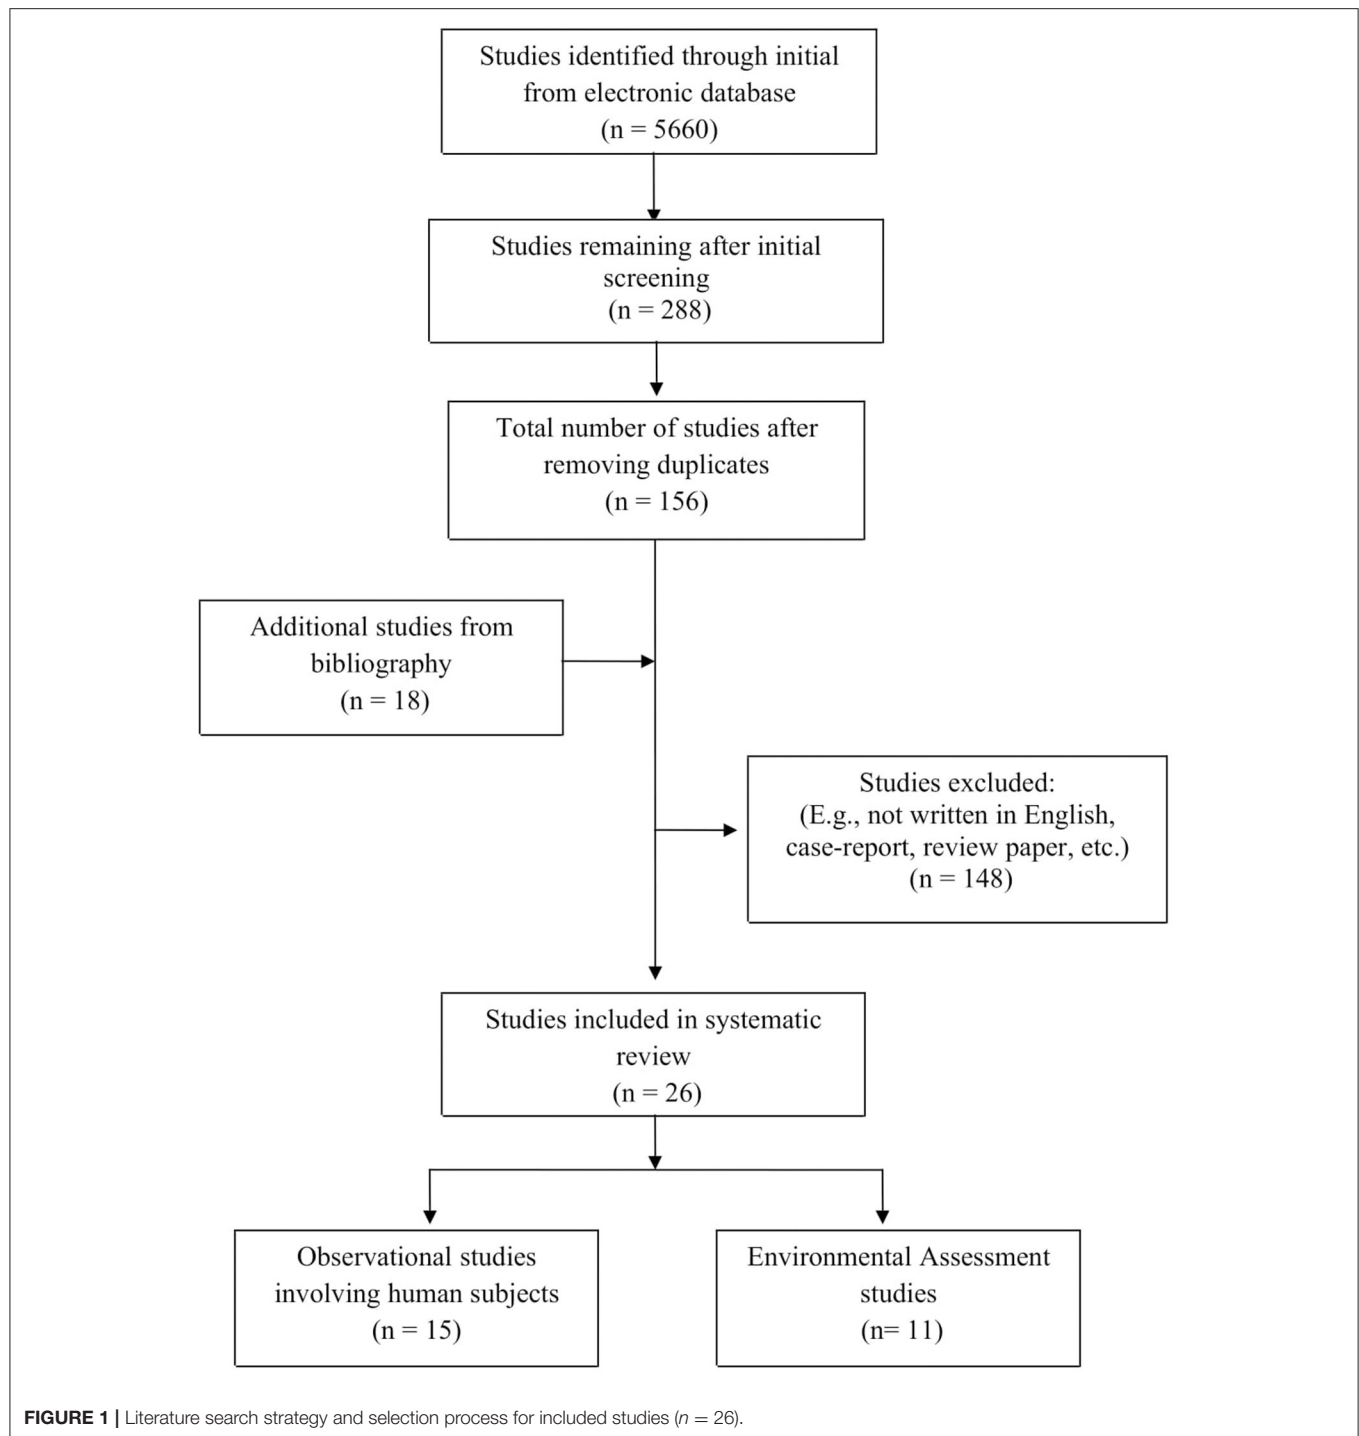 Studies identified through initial
from electronic database
(n = 5660)
Studies remaining after initial
screening
(n = 288)
Total number of studies after
removing duplicates
(n = 156)
Additional studies from
bibliography
(n = 18)
Studies excluded:
(E.g., not written in English,
case-report, review paper, etc.)
(n = 148)
Studies included in systematic
review
(n = 26)
Observational studies
involving human subjects
(n = 15)
Environmental Assessment
studies
(n= 11)
FIGURE 1 | Literature search strategy and selection process for included studies (n = 26).